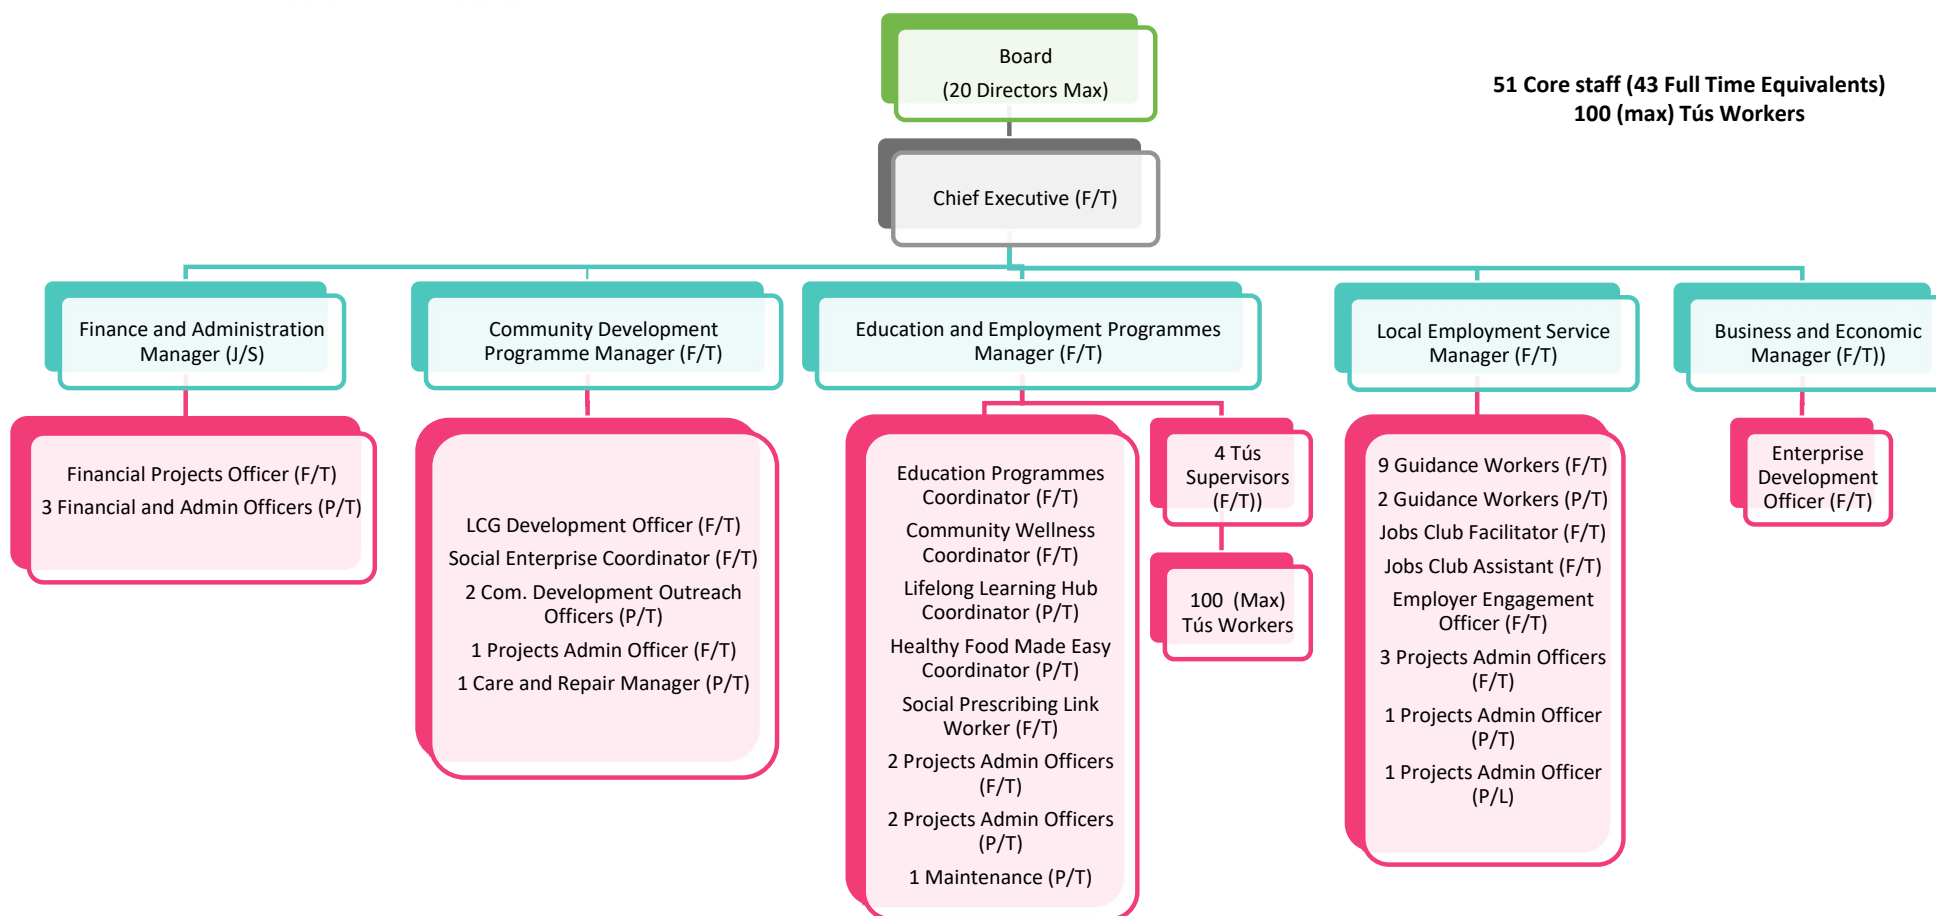 Board
(20 Directors Max)
51 Core staff (43 Full Time Equivalents)
100 (max) Tús Workers
Chief Executive (F/T)
Finance and Administration
Manager (J/S)
Community Development
Programme Manager (F/T)
Education and Employment Programmes
Manager (F/T)
Local Employment Service
Manager (F/T)
Business and Economic
Manager (F/T))
Financial Projects Officer (F/T)
3 Financial and Admin Officers (P/T)
LCG Development Officer (F/T)
Social Enterprise Coordinator (F/T)
2 Com. Development Outreach
Officers (P/T)
1 Projects Admin Officer (F/T)
1 Care and Repair Manager (P/T)
Education Programmes
Coordinator (F/T)
Community Wellness
Coordinator (F/T)
Lifelong Learning Hub
Coordinator (P/T)
Healthy Food Made Easy
Coordinator (P/T)
Social Prescribing Link
Worker (F/T)
2 Projects Admin Officers
(F/T)
2 Projects Admin Officers
(P/T)
1 Maintenance (P/T)
4 Tús
Supervisors
(F/T))
100 (Max)
Tús Workers
9 Guidance Workers (F/T)
2 Guidance Workers (P/T)
Jobs Club Facilitator (F/T)
Jobs Club Assistant (F/T)
Employer Engagement
Officer (F/T)
3 Projects Admin Officers
(F/T)
1 Projects Admin Officer
(P/T)
1 Projects Admin Officer
(P/L)
Enterprise
Development
Officer (F/T)